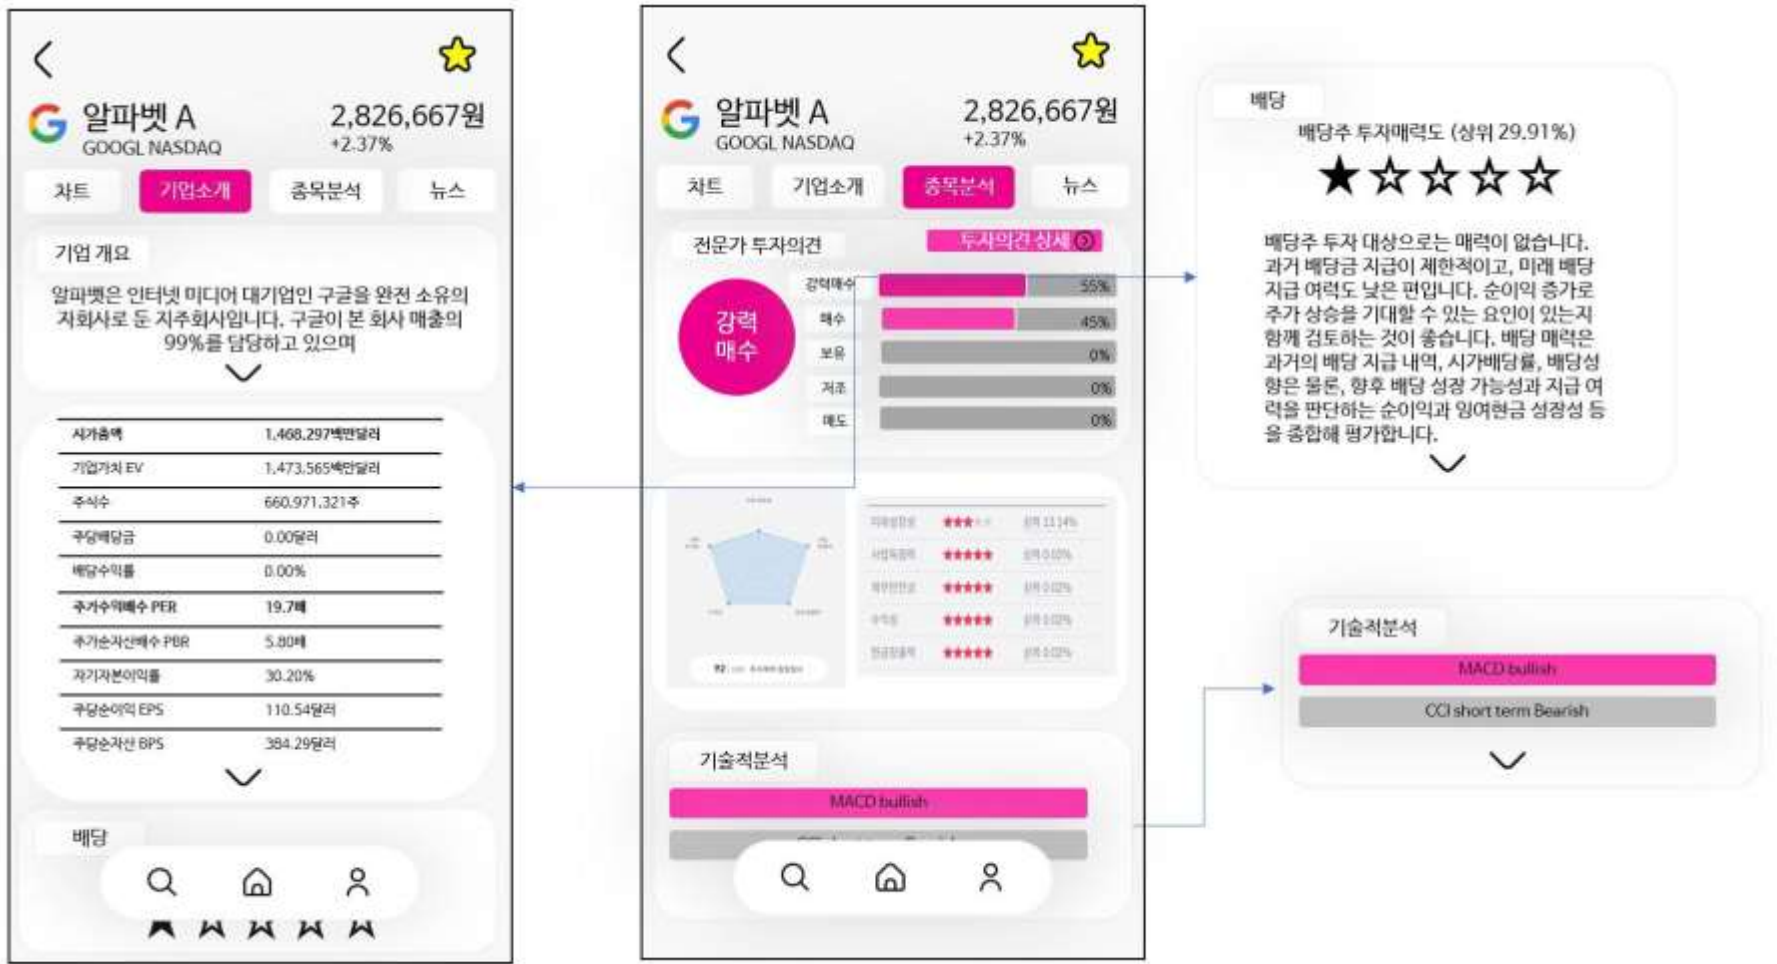 알파벳 A
2,826,667원
GOOGL NASDAQ
+2.37%
차트
기업소개
종목분석
뉴스
기업 개요
알파벳은 인터넷 미디어 대기업인 구글을 완전 소유의
자회사로 둔 지주회사입니다. 구글이 본 회사 매출의
99%를 담당하고 있으며
시가총액 1,468,297백만달러
기업가치 EV 1,473,565백만달러
주식수 660,971,321주
주당배당금 0.00달러
배당수익률 0.00%
주가수익배수 PER 19.7배
주가순자산배수 PBR 5.80배
자기자본이익률 30.20%
주당순이익 EPS 110.54달러
주당순자산 BPS 384.29달러
배당
알파벳 A
2,826,667원
GOOGL NASDAQ
+2.37%
차트
기업소개
종목분석
뉴스
전문가 투자의견
투자의견 상세
강력
매수
강력매수 55%
매수 45%
보유 0%
저조 0%
매도 0%
92
기술적분석
MACD bullish
배당
배당주 투자매력도 (상위 29.91%)
배당주 투자 대상으로는 매력이 없습니다.
과거 배당금 지급이 제한적이고, 미래 배당
지급 여력도 낮은 편입니다. 순이익 증가로
주가 상승을 기대할 수 있는 요인이 있는지
함께 검토하는 것이 좋습니다. 배당 매력은
과거의 배당 지급 내역, 시가배당률, 배당성
향은 물론, 향후 배당 성장 가능성과 지급 여
력을 판단하는 순이익과 잉여현금 성장성 등
을 종합해 평가합니다.
기술적분석
MACD bullish
CCI short term Bearish